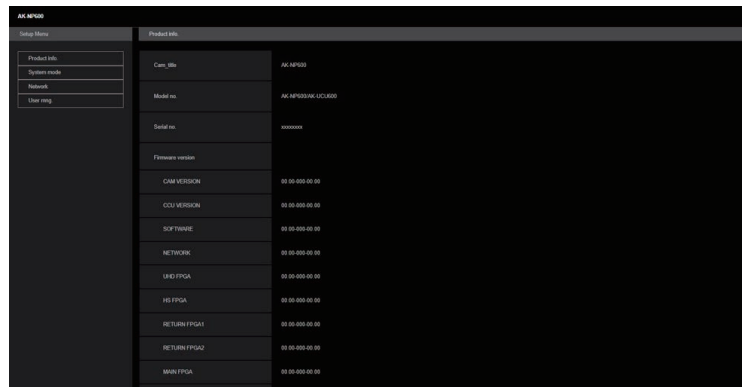 AK-NP600
Setup Menu
Product info.
Product info.
System mode
Network
User mng
Cam_title AK-NP600
Model no. AK-NP600/AK-UCU600
Serial no. xxxxxxxx
Firmware version
CAM VERSION 00.00-000-00.00
CCU VERSION 00.00-000-00.00
SOFTWARE 00.00-000-00.00
NETWORK 00.00-000-00.00
UHD FPGA 00.00-000-00.00
HS FPGA 00.00-000-00.00
RETURN FPGA1 00.00-000-00.00
RETURN FPGA2 00.00-000-00.00
MAIN FPGA 00.00-000-00.00